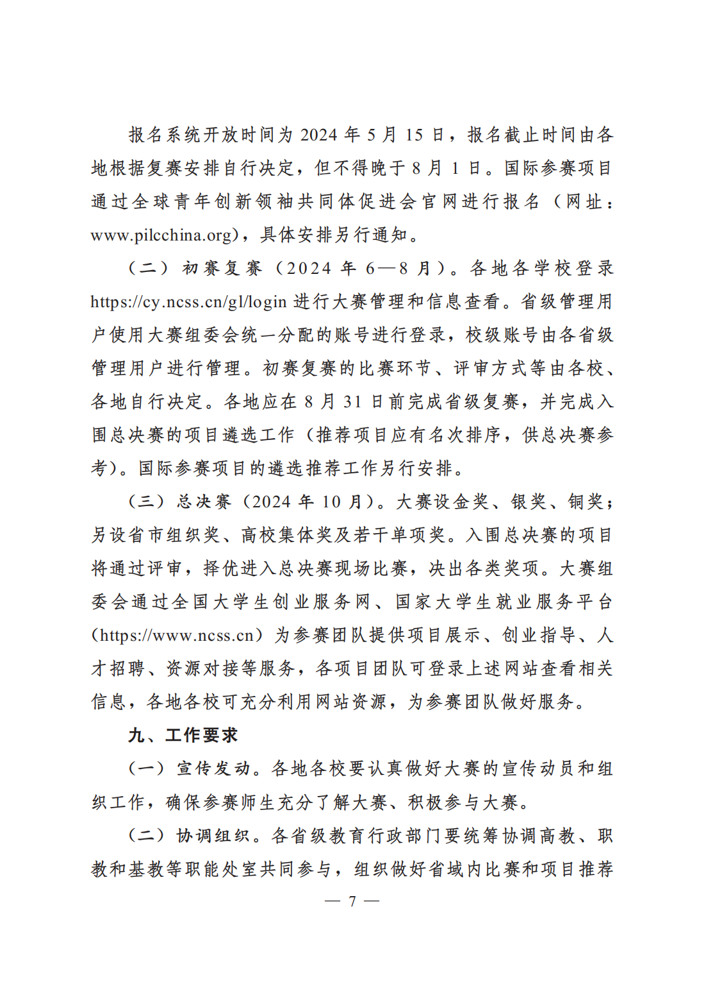 报名系统开放时间为 2024 年 5 月 15 日，报名截止时间由各
地根据复赛安排自行决定，但不得晚于 8 月 1 日。国际参赛项目
通过全球青年创新领袖共同体促进会官网进行报名（网址：
www.pilcchina.org），具体安排另行通知。
（二）初赛复赛（2024 年 6—8 月）。各地各学校登录
https://cy.ncss.cn/gl/login 进行大赛管理和信息查看。省级管理用
户使用大赛组委会统一分配的账号进行登录，校级账号由各省级
管理用户进行管理。初赛复赛的比赛环节、评审方式等由各校、
各地自行决定。各地应在 8 月 31 日前完成省级复赛，并完成入
围总决赛的项目遴选工作（推荐项目应有名次排序，供总决赛参
考）。国际参赛项目的遴选推荐工作另行安排。
（三）总决赛（2024 年 10 月）。大赛设金奖、银奖、铜奖；
另设省市组织奖、高校集体奖及若干单项奖。入围总决赛的项目
将通过评审，择优进入总决赛现场比赛，决出各类奖项。大赛组
委会通过全国大学生创业服务网、国家大学生就业服务平台
（https://www.ncss.cn）为参赛团队提供项目展示、创业指导、人
才招聘、资源对接等服务，各项目团队可登录上述网站查看相关
信息，各地各校可充分利用网站资源，为参赛团队做好服务。
九、工作要求
（一）宣传发动。各地各校要认真做好大赛的宣传动员和组
织工作，确保参赛师生充分了解大赛、积极参与大赛。
（二）协调组织。各省级教育行政部门要统筹协调高教、职
教和基教等职能处室共同参与，组织做好省域内比赛和项目推荐
— 7 —